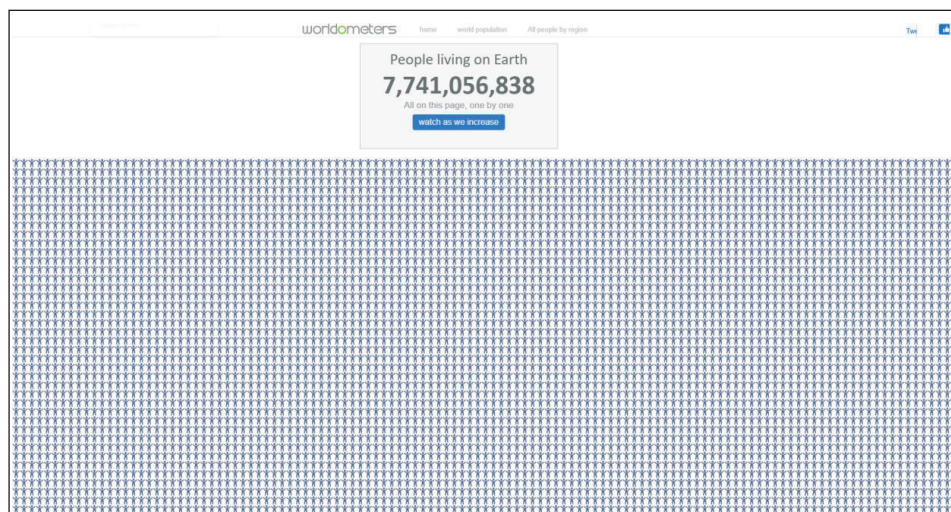 worldometers home world population All people by region Twe
People living on Earth
7,741,056,838
All on this page, one by one
watch as we increase